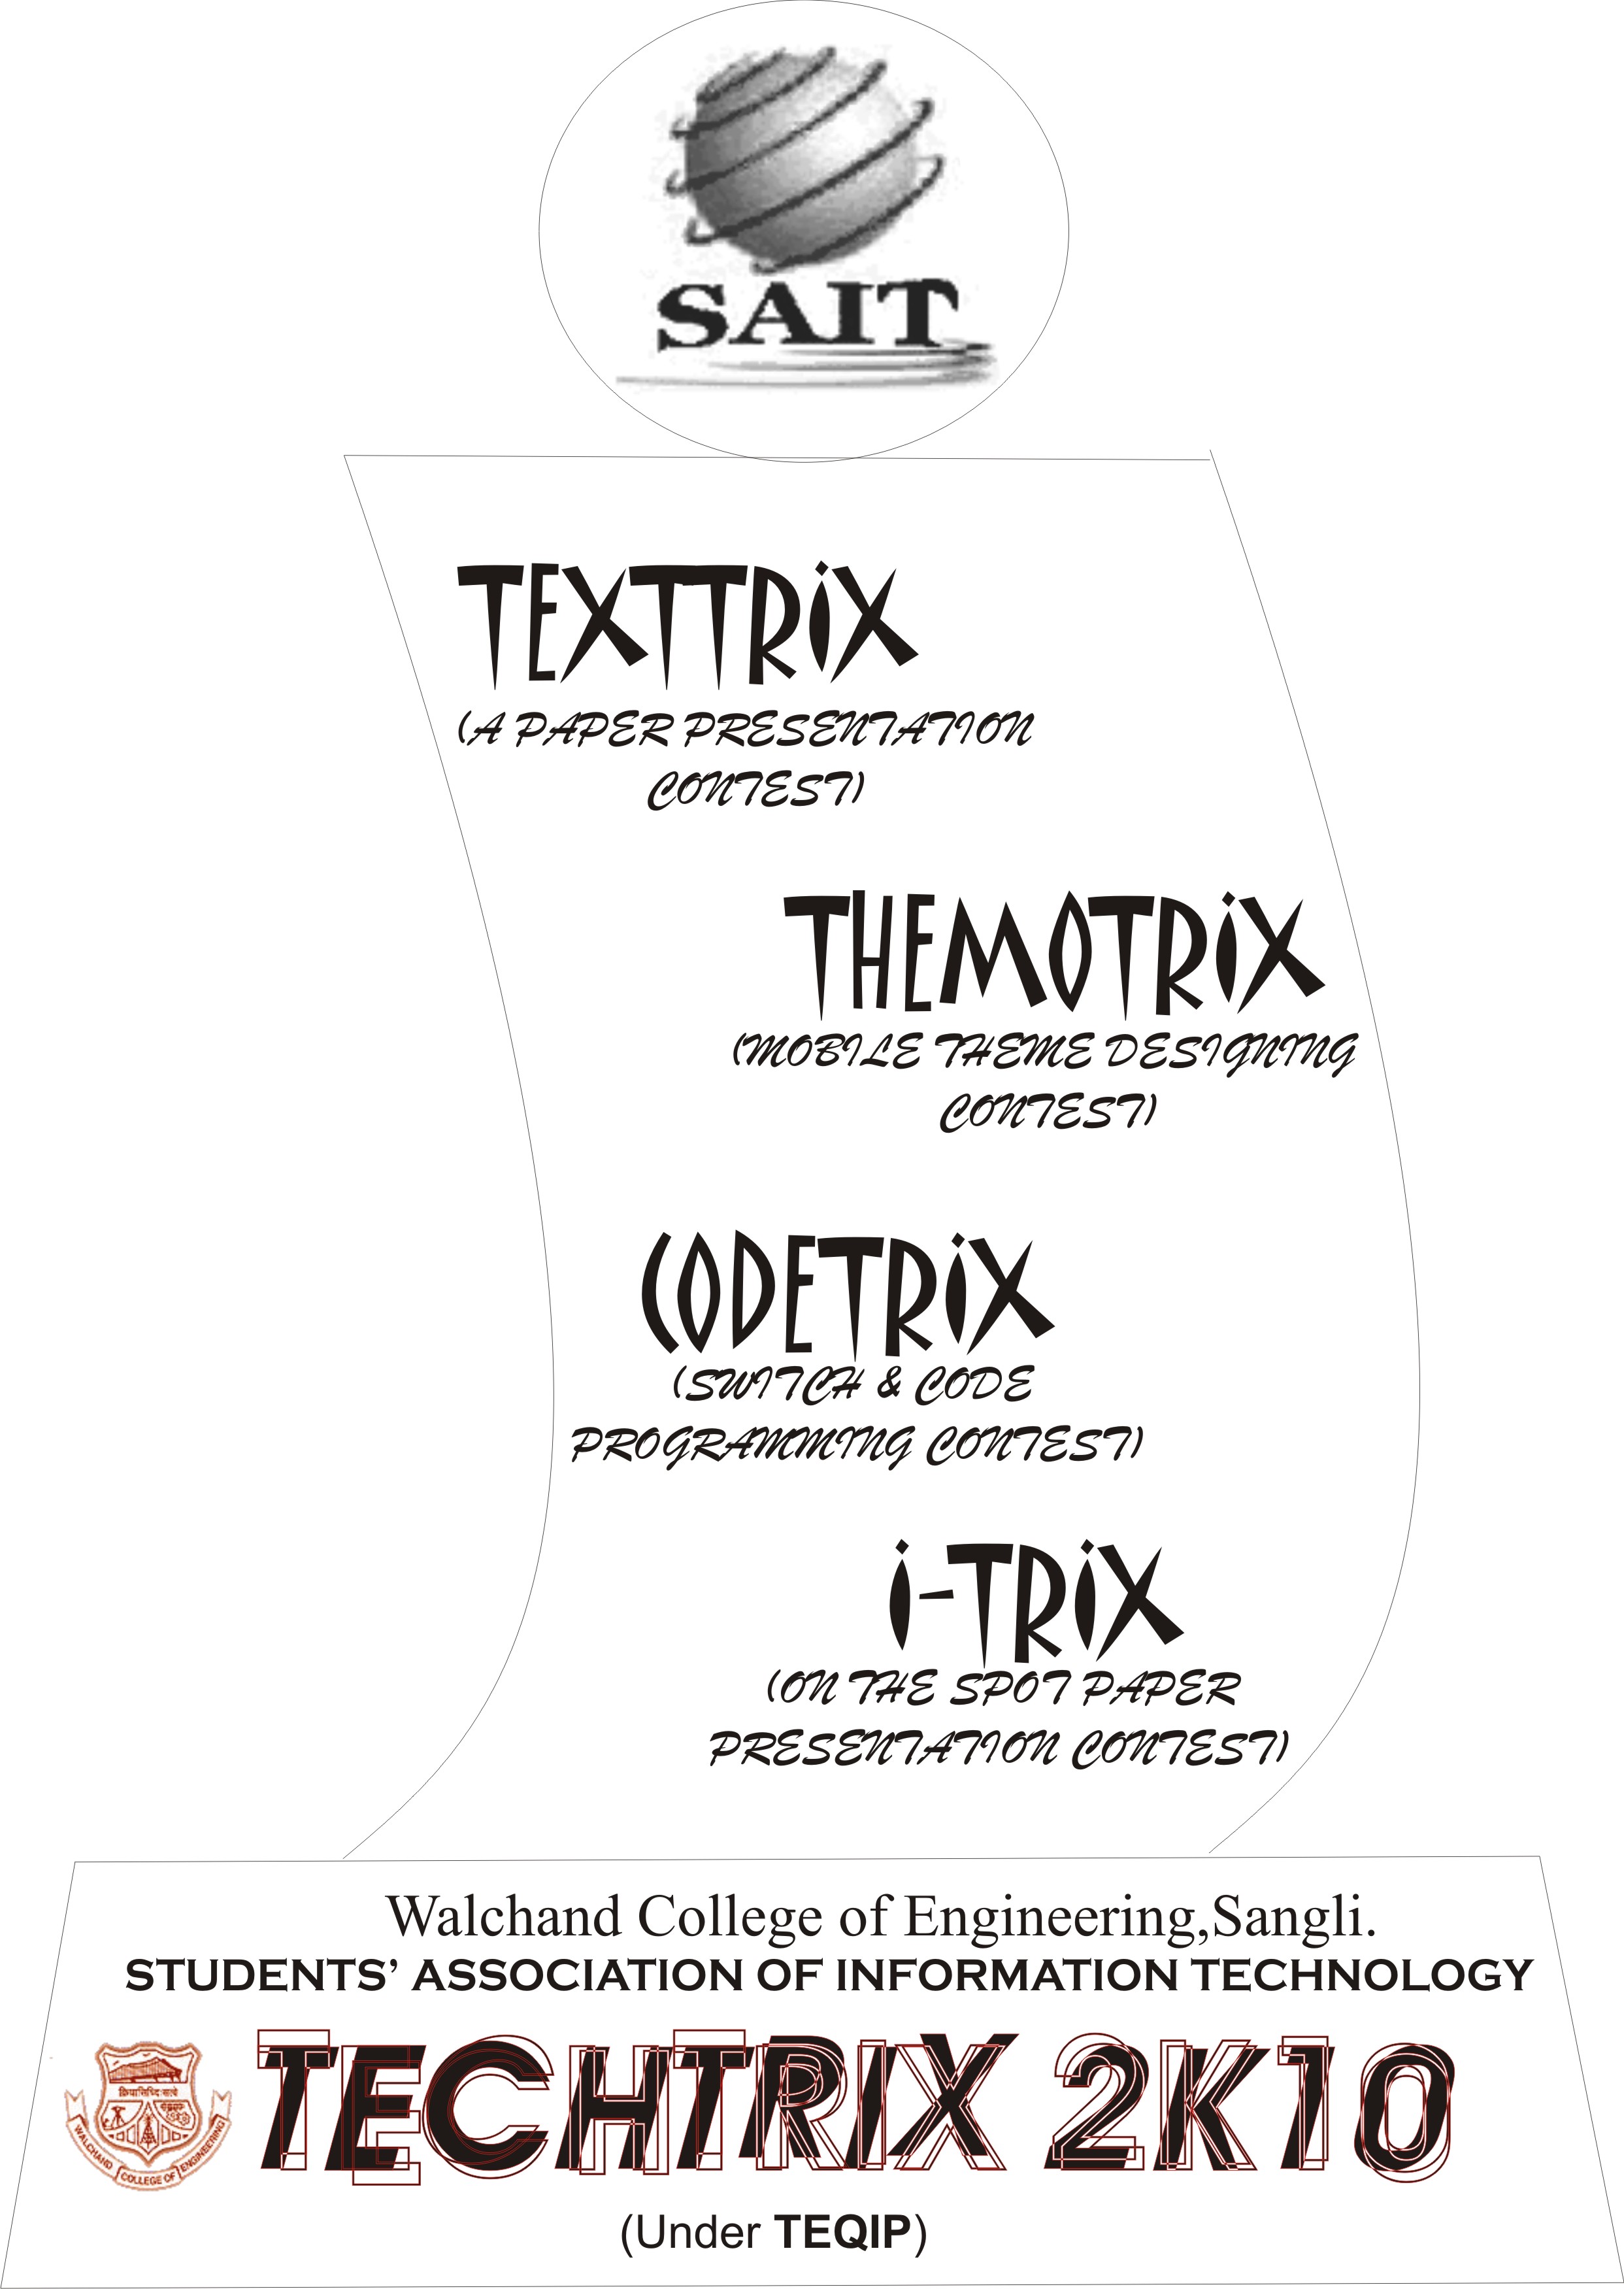 SAIT
TEXTTRiX
(A PAPER PRESENTATION
CONTEST)
THEMOTRiX
(MOBILE THEME DESIGNING
CONTEST)
CODETRiX
(SWITCH & CODE
PROGRAMMING CONTEST)
i-TRiX
(ON THE SPOT PAPER
PRESENTATION CONTEST)
Walchand College of Engineering,Sangli.
STUDENTS’ ASSOCIATION OF INFORMATION TECHNOLOGY
WALCHAND COLLEGE OF ENGINEERING
TECHTRIX 2K10
(Under TEQIP)